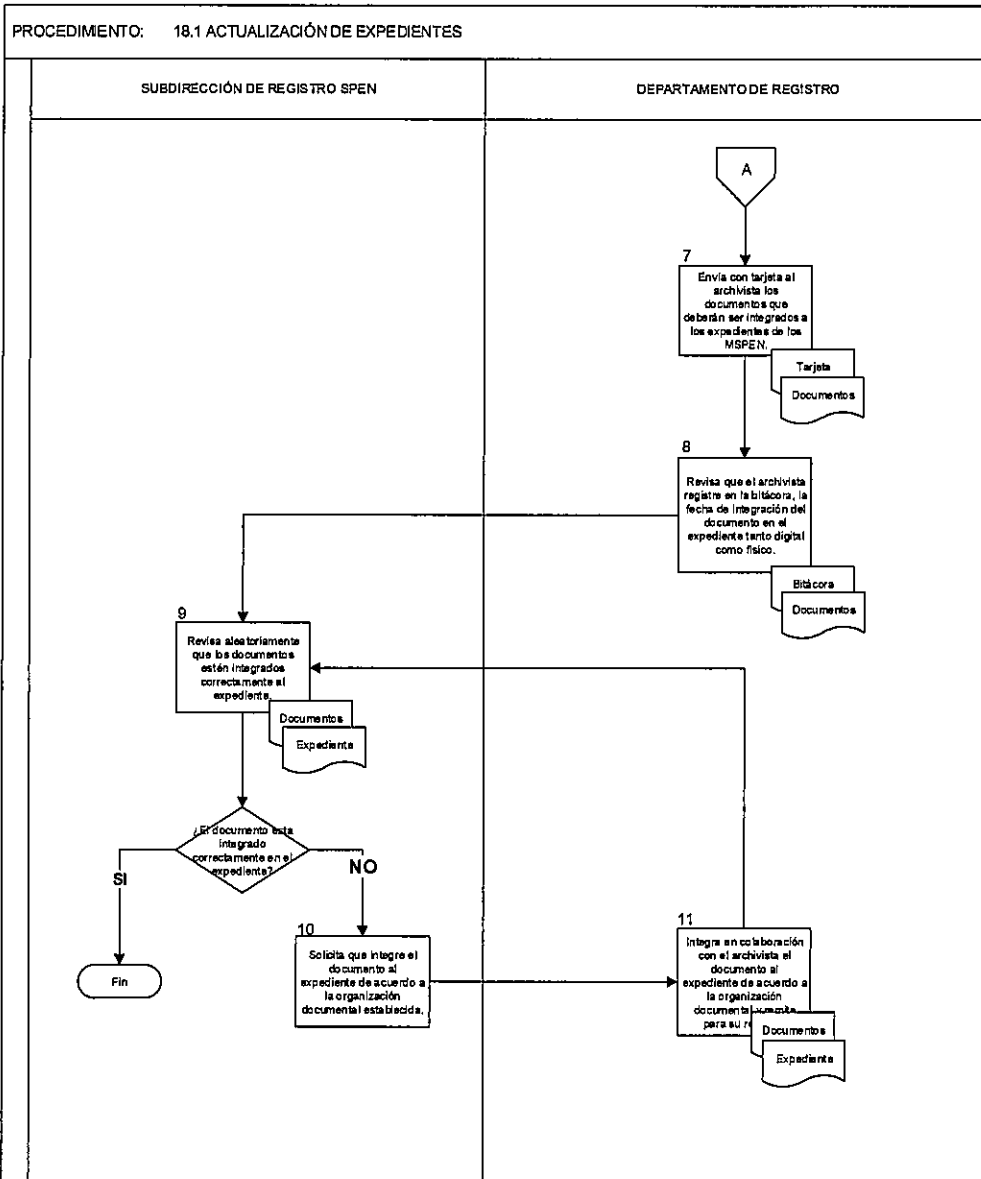 PROCEDIMIENTO: 18.1 ACTUALIZACIÓN DE EXPEDIENTES
SUBDIRECCIÓN DE REGISTRO SPEN
DEPARTAMENTO DE REGISTRO
A
7
Envía con tarjeta al
archivista los
documentos que
deberán ser integrados a
los expedientes de los
MSPEN.
Tarjeta
Documentos
8
Revisa que el archivista
registre en la bitácora, la
fecha de integración del
documento en el
expediente tanto digital
como físico.
Bitácora
Documentos
9
Revisa aleatoriamente
que los documentos
estén integrados
correctamente al
expediente.
Documentos
Expediente
¿El documento esta
integrado
correctamente en el
expediente?
SI
NO
Fin
10
Solicita que integre el
documento al
expediente de acuerdo a
la organización
documental establecida.
11
Integra en colaboración
con el archivista el
documento al
expediente de acuerdo a
la organización
documental y remite
para su
Documentos
Expediente